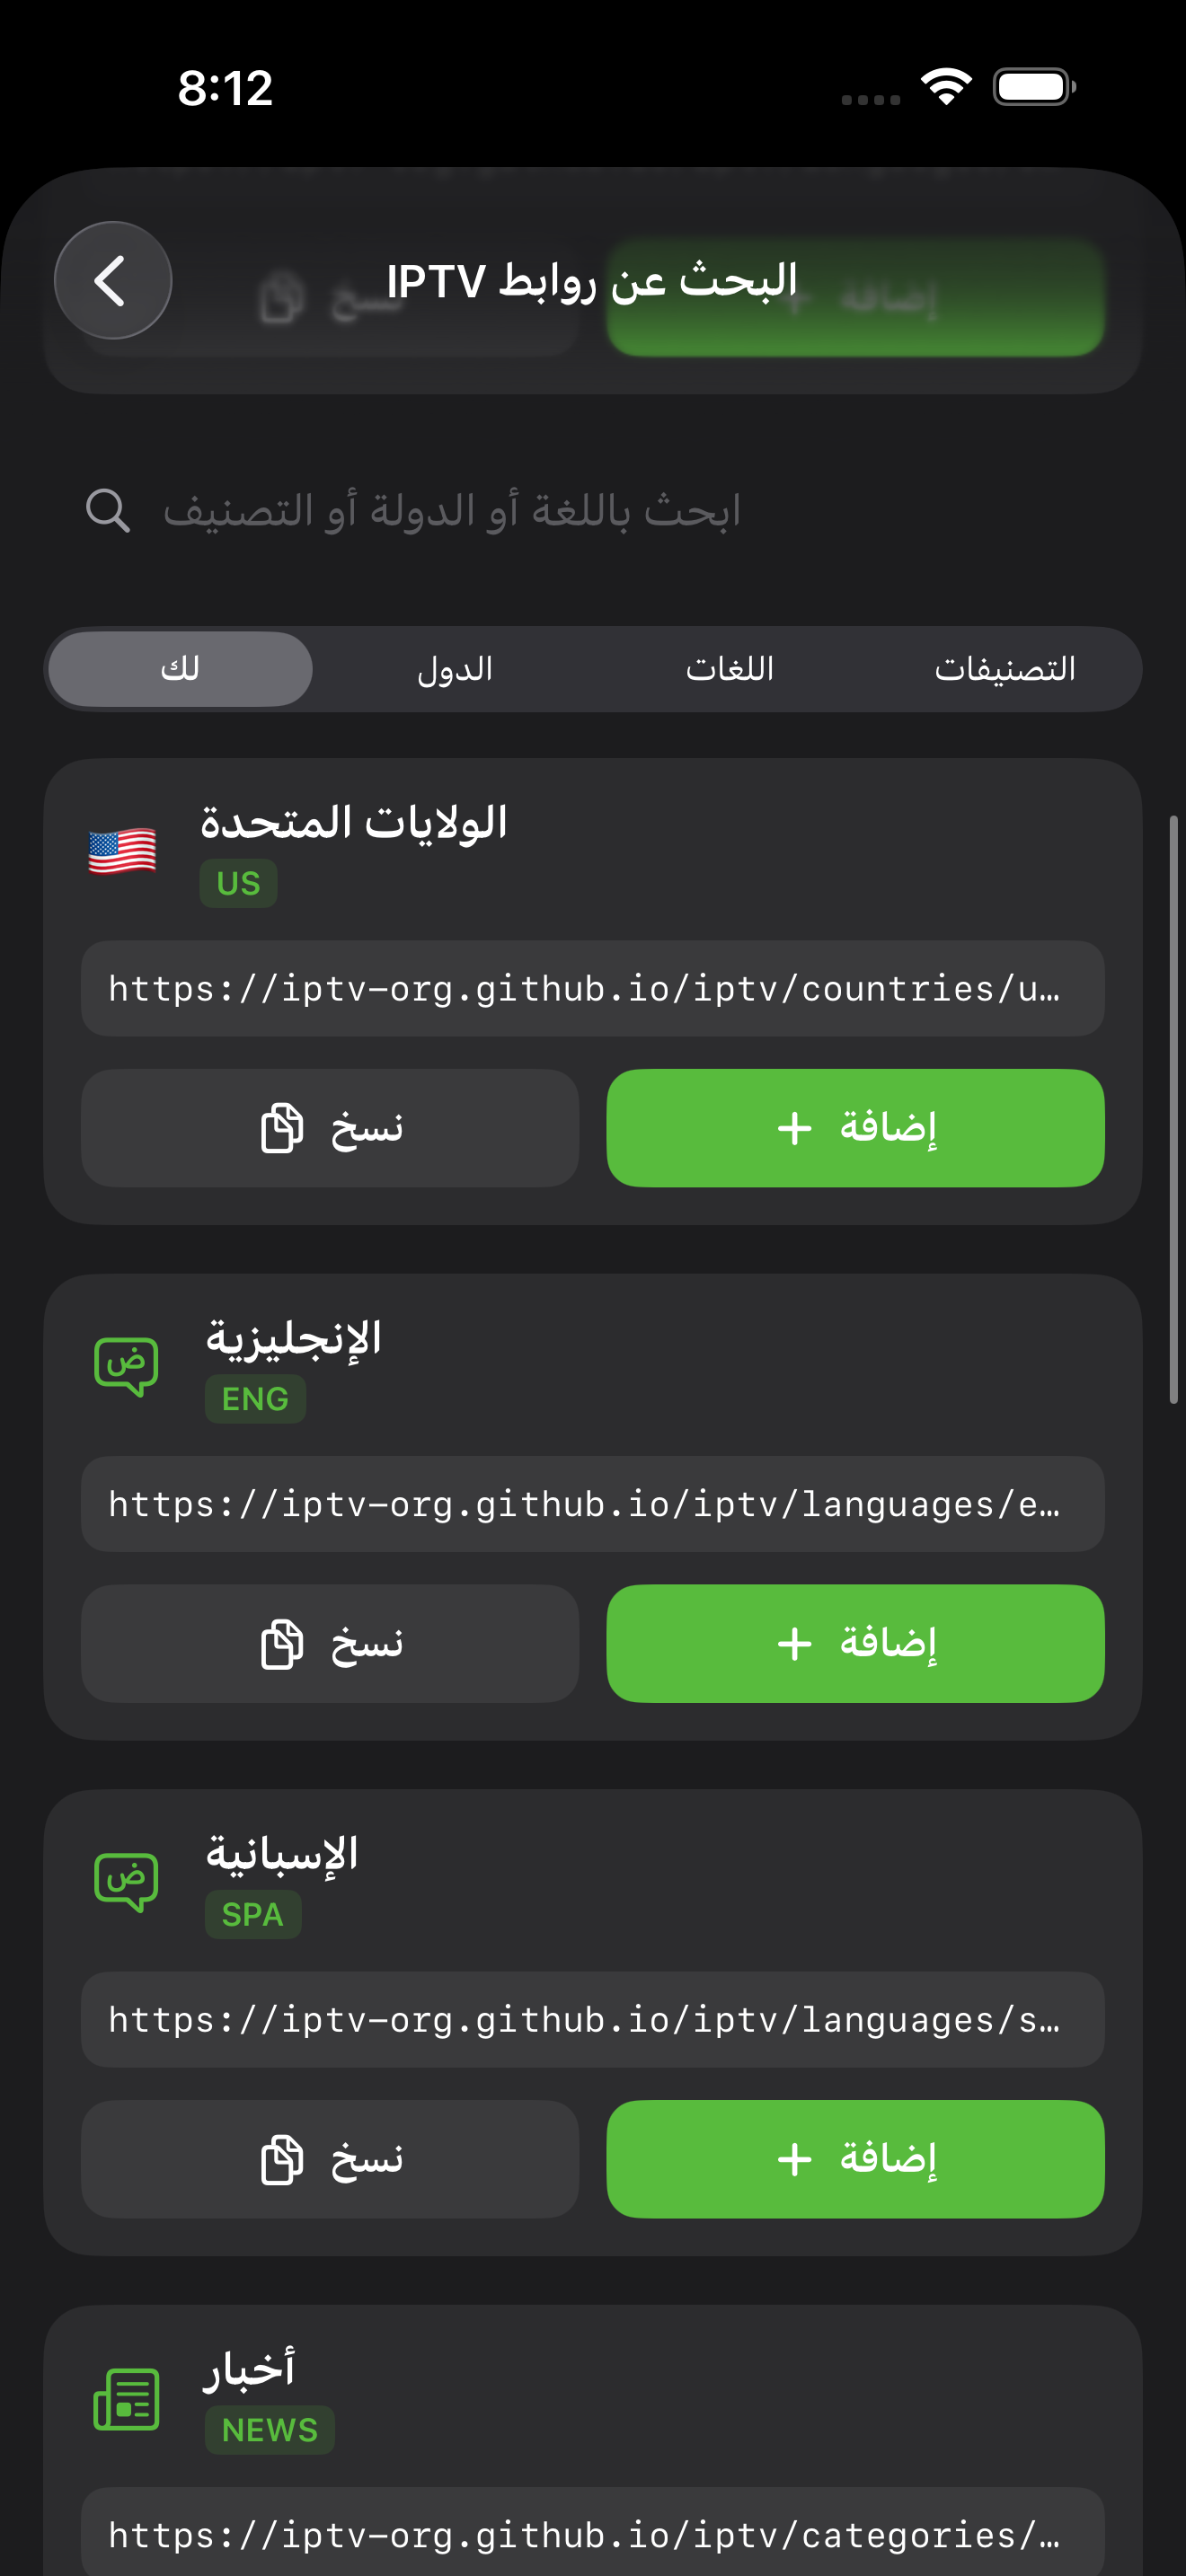 8:12
البحث عن روابط IPTV
إضافة
نسخ
ابحث باللغة أو الدولة أو التصنيف
لك
الدول
اللغات
التصنيفات
الولايات المتحدة
US
https://iptv-org.github.io/iptv/countries/u…
نسخ
إضافة
الإنجليزية
ENG
ض
https://iptv-org.github.io/iptv/languages/e…
نسخ
إضافة
الإسبانية
SPA
ض
https://iptv-org.github.io/iptv/languages/s…
نسخ
إضافة
أخبار
NEWS
https://iptv-org.github.io/iptv/categories/…